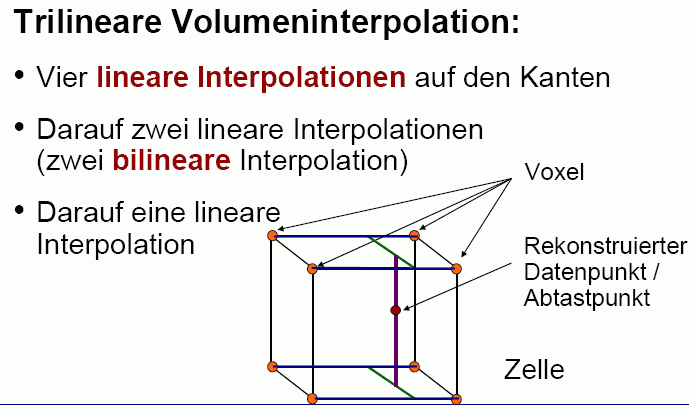 Trilineare Volumeninterpolation:
• Vier lineare Interpolationen auf den Kanten
• Darauf zwei lineare Interpolationen
(zwei bilineare Interpolation)
• Darauf eine lineare
Interpolation
Voxel
Rekonstruierter
Datenpunkt /
Abtastpunkt
Zelle